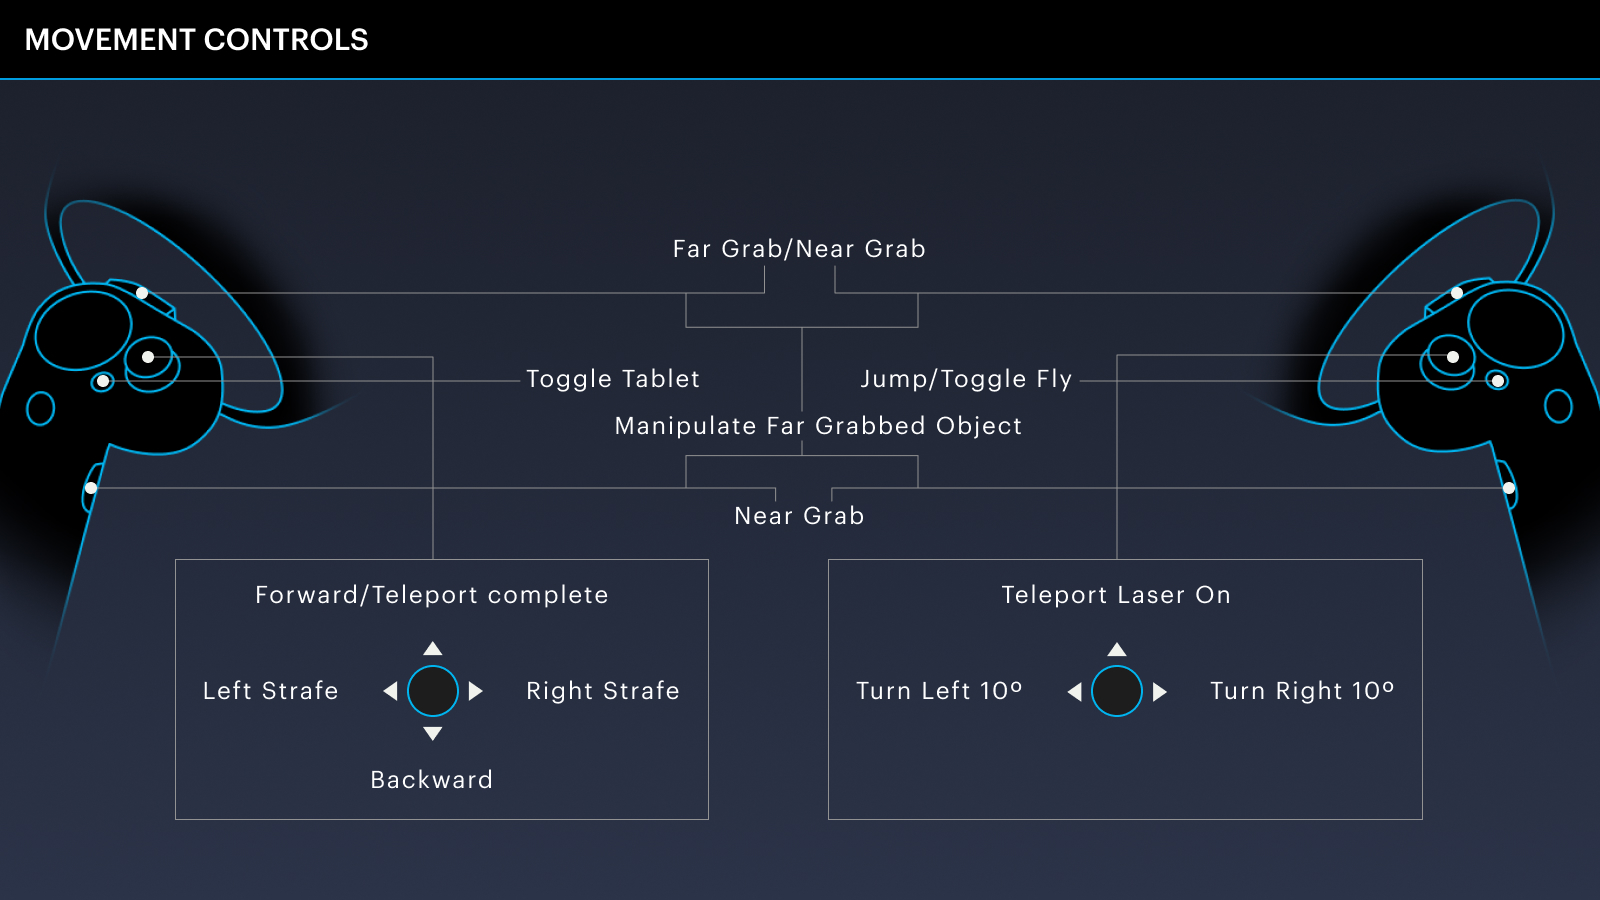 MOVEMENT CONTROLS
Far Grab/Near Grab
Toggle Tablet
Jump/Toggle Fly
Manipulate Far Grabbed Object
Near Grab
Forward/Teleport complete
Left Strafe
Right Strafe
Backward
Teleport Laser On
Turn Left 10º
Turn Right 10º